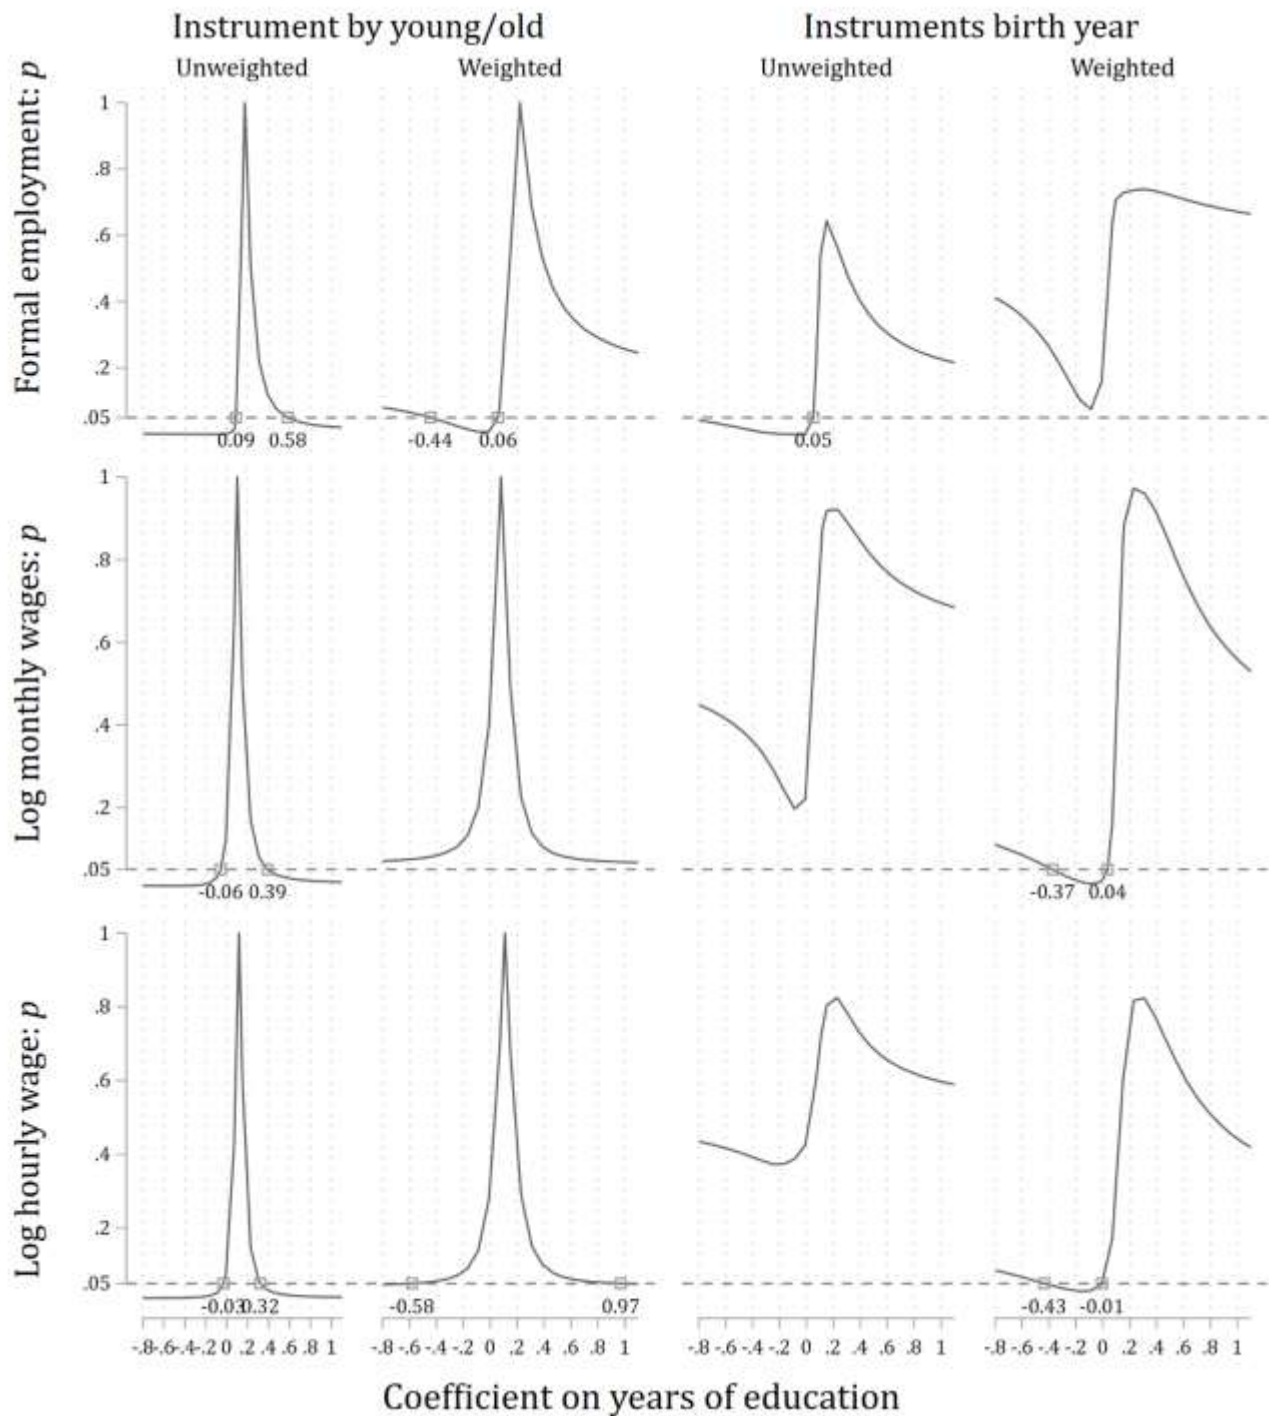 Instrument by young/old Instruments birth year
Unweighted Weighted Unweighted Weighted
Formal employment: p
1
.8
.6
.4
.2
.05
0.09 0.58 -0.44 0.06 0.05
Log monthly wages: p
1
.8
.6
.4
.2
.05
-0.06 0.39 -0.37 0.04
Log hourly wage: p
1
.8
.6
.4
.2
.05
-0.03 0.32 -0.58 0.97 -0.43 -0.01
-.8 -.6 -.4 -.2 0 .2 .4 .6 .8 1 -.8 -.6 -.4 -.2 0 .2 .4 .6 .8 1 -.8 -.6 -.4 -.2 0 .2 .4 .6 .8 1 -.8 -.6 -.4 -.2 0 .2 .4 .6 .8 1
Coefficient on years of education